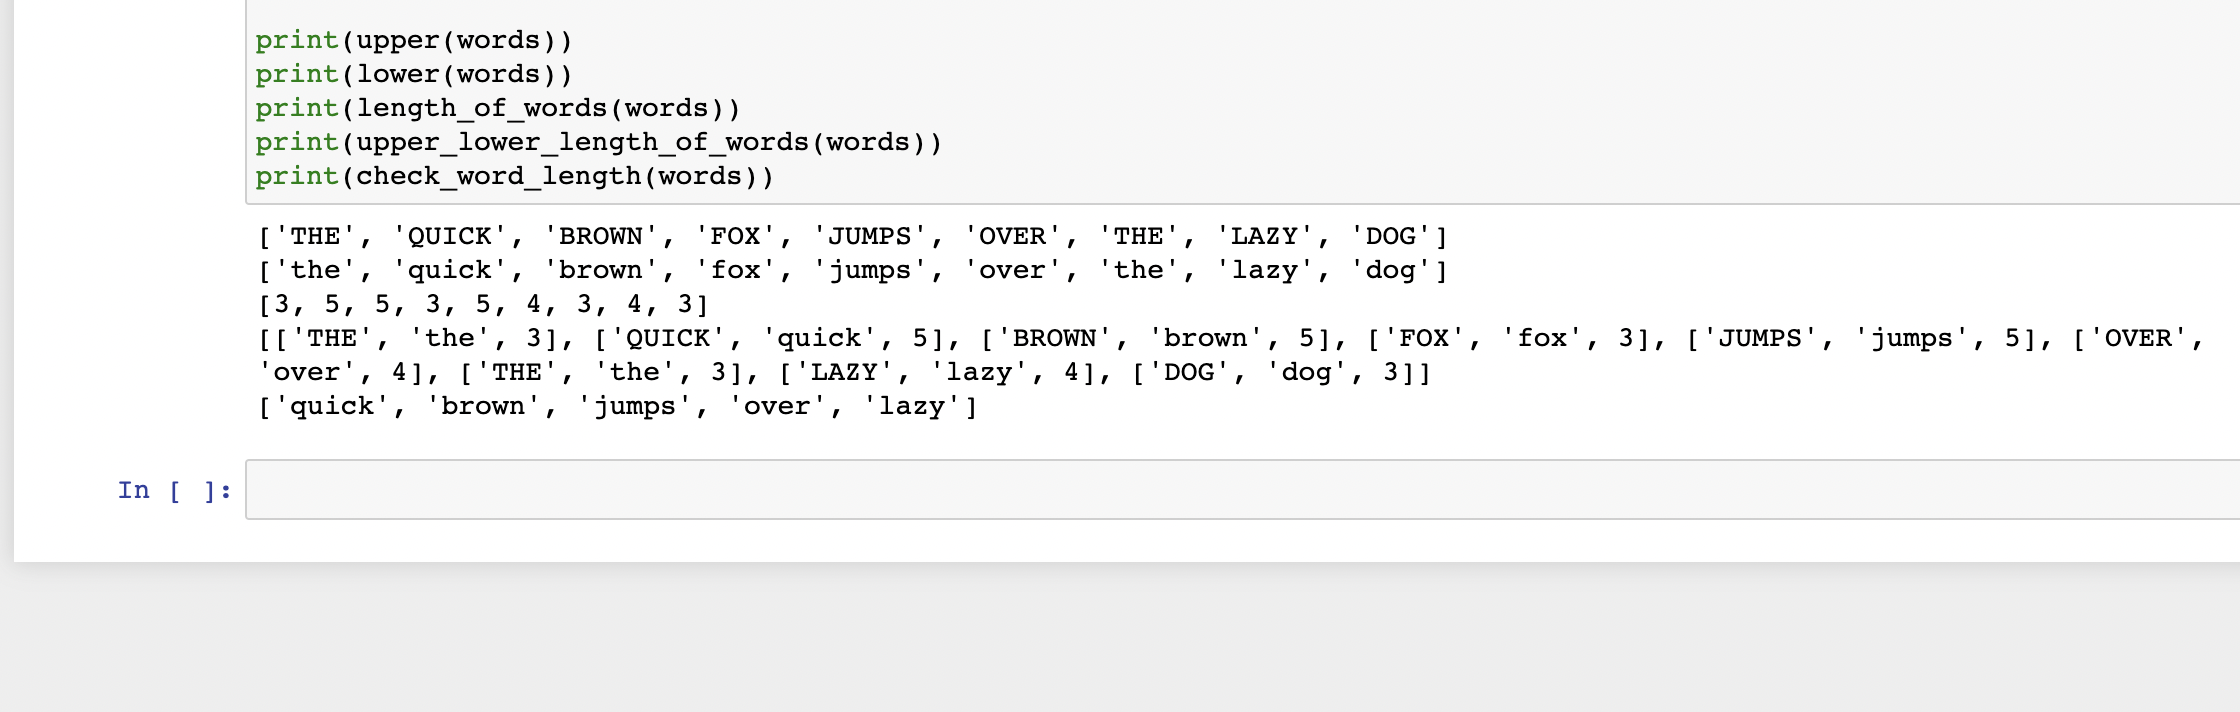 print(upper(words))
print(lower(words))
print(length_of_words(words))
print(upper_lower_length_of_words(words))
print(check_word_length(words))
['THE', 'QUICK', 'BROWN', 'FOX', 'JUMPS', 'OVER', 'THE', 'LAZY', 'DOG']
['the', 'quick', 'brown', 'fox', 'jumps', 'over', 'the', 'lazy', 'dog']
[3, 5, 5, 3, 5, 4, 3, 4, 3]
[['THE', 'the', 3], ['QUICK', 'quick', 5], ['BROWN', 'brown', 5], ['FOX', 'fox', 3], ['JUMPS', 'jumps', 5], ['OVER',
'over', 4], ['THE', 'the', 3], ['LAZY', 'lazy', 4], ['DOG', 'dog', 3]]
['quick', 'brown', 'jumps', 'over', 'lazy']
In [ ]: